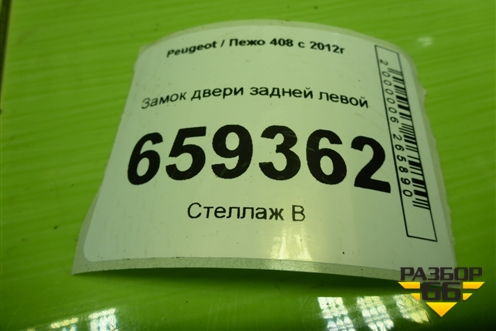 Peugeot / Пежо 408 с 2012г
Замок двери задней левой
659362
Стеллаж В
2000006265890
РАЗБОР
66